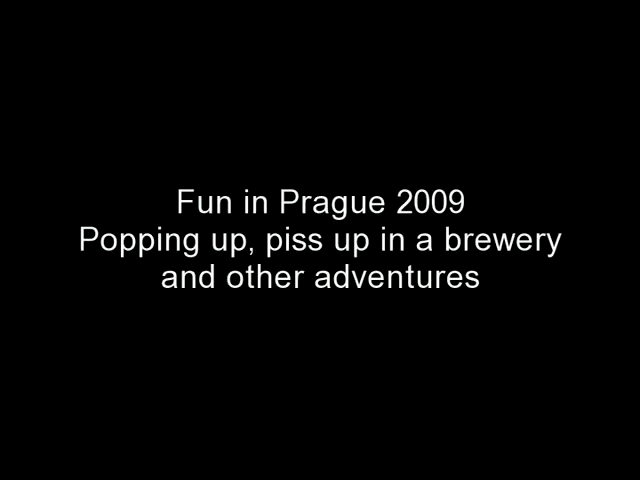 Fun in Prague 2009
Popping up, piss up in a brewery
and other adventures